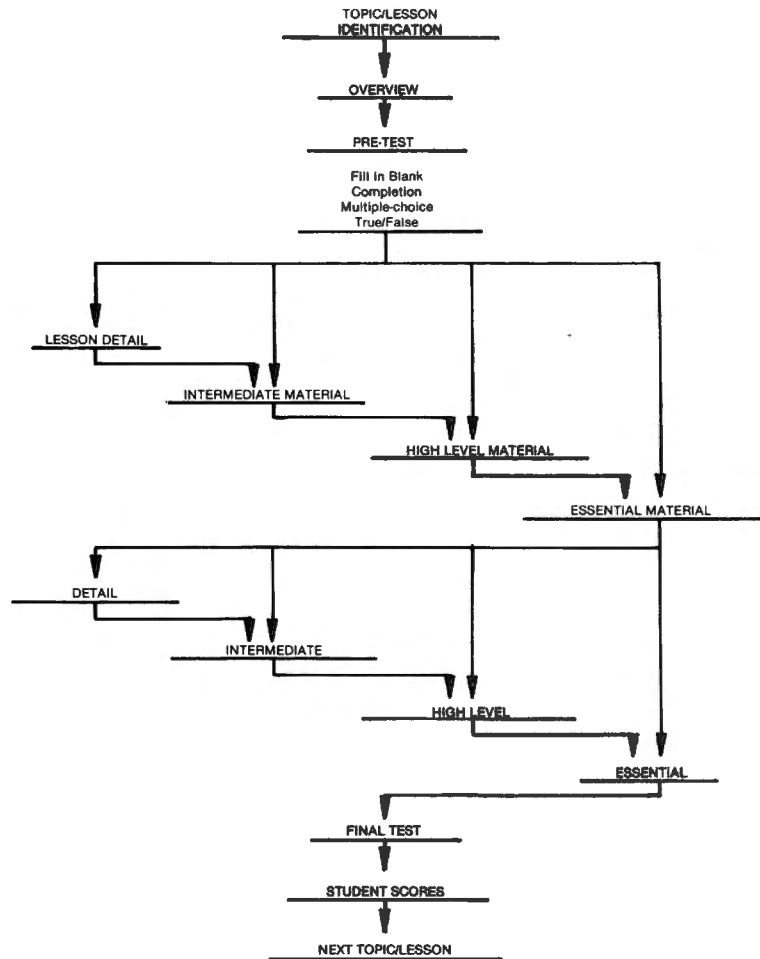 TOPIC/LESSON
IDENTIFICATION
OVERVIEW
PRE-TEST
Fill in Blank
Completion
Multiple-choice
True/False
LESSON DETAIL
INTERMEDIATE MATERIAL
HIGH LEVEL MATERIAL
ESSENTIAL MATERIAL
DETAIL
INTERMEDIATE
HIGH LEVEL
ESSENTIAL
FINAL TEST
STUDENT SCORES
NEXT TOPIC/LESSON